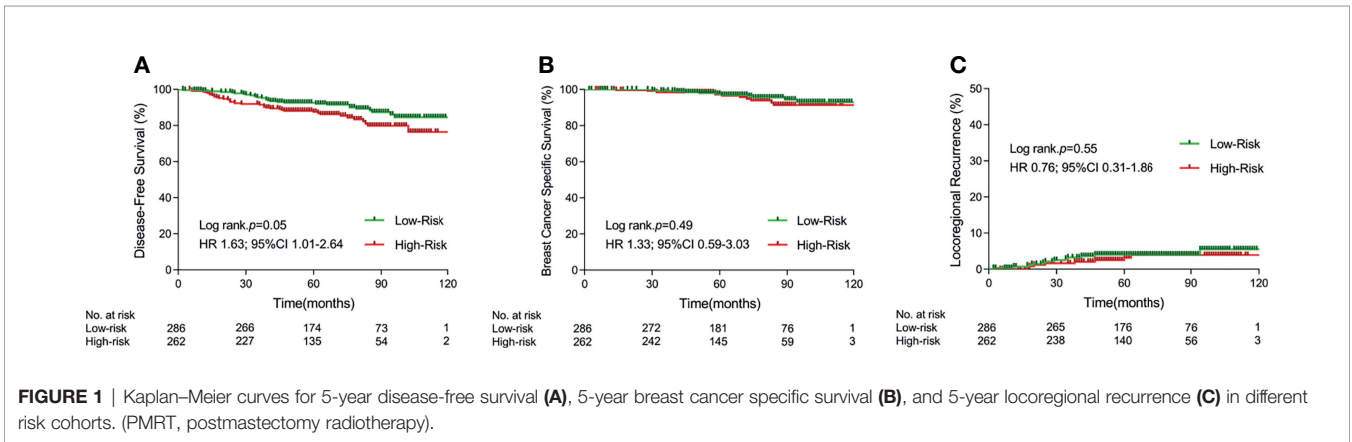 A
Disease-Free Survival (%)
100
80
60
40
20
0
Log rank.p=0.05
HR 1.63; 95%CI 1.01-2.64
Low-Risk
High-Risk
0 30 60 90 120
Time(months)
No. at risk
Low-risk 286 266 174 73 1
High-risk 262 227 135 54 2
B
Breast Cancer Specific Survival (%)
100
80
60
40
20
0
Log rank.p=0.49
HR 1.33; 95%CI 0.59-3.03
Low-Risk
High-Risk
0 30 60 90 120
Time(months)
No. at risk
Low-risk 286 272 181 76 1
High-risk 262 242 145 59 3
C
Locoregional Recurrence (%)
50
40
30
20
10
0
Log rank.p=0.55
HR 0.76; 95%CI 0.31-1.86
Low-Risk
High-Risk
0 30 60 90 120
Time(months)
No. at risk
Low-risk 286 265 176 76 1
High-risk 262 238 140 56 3
FIGURE 1 | Kaplan–Meier curves for 5-year disease-free survival (A), 5-year breast cancer specific survival (B), and 5-year locoregional recurrence (C) in different
risk cohorts. (PMRT, postmastectomy radiotherapy).